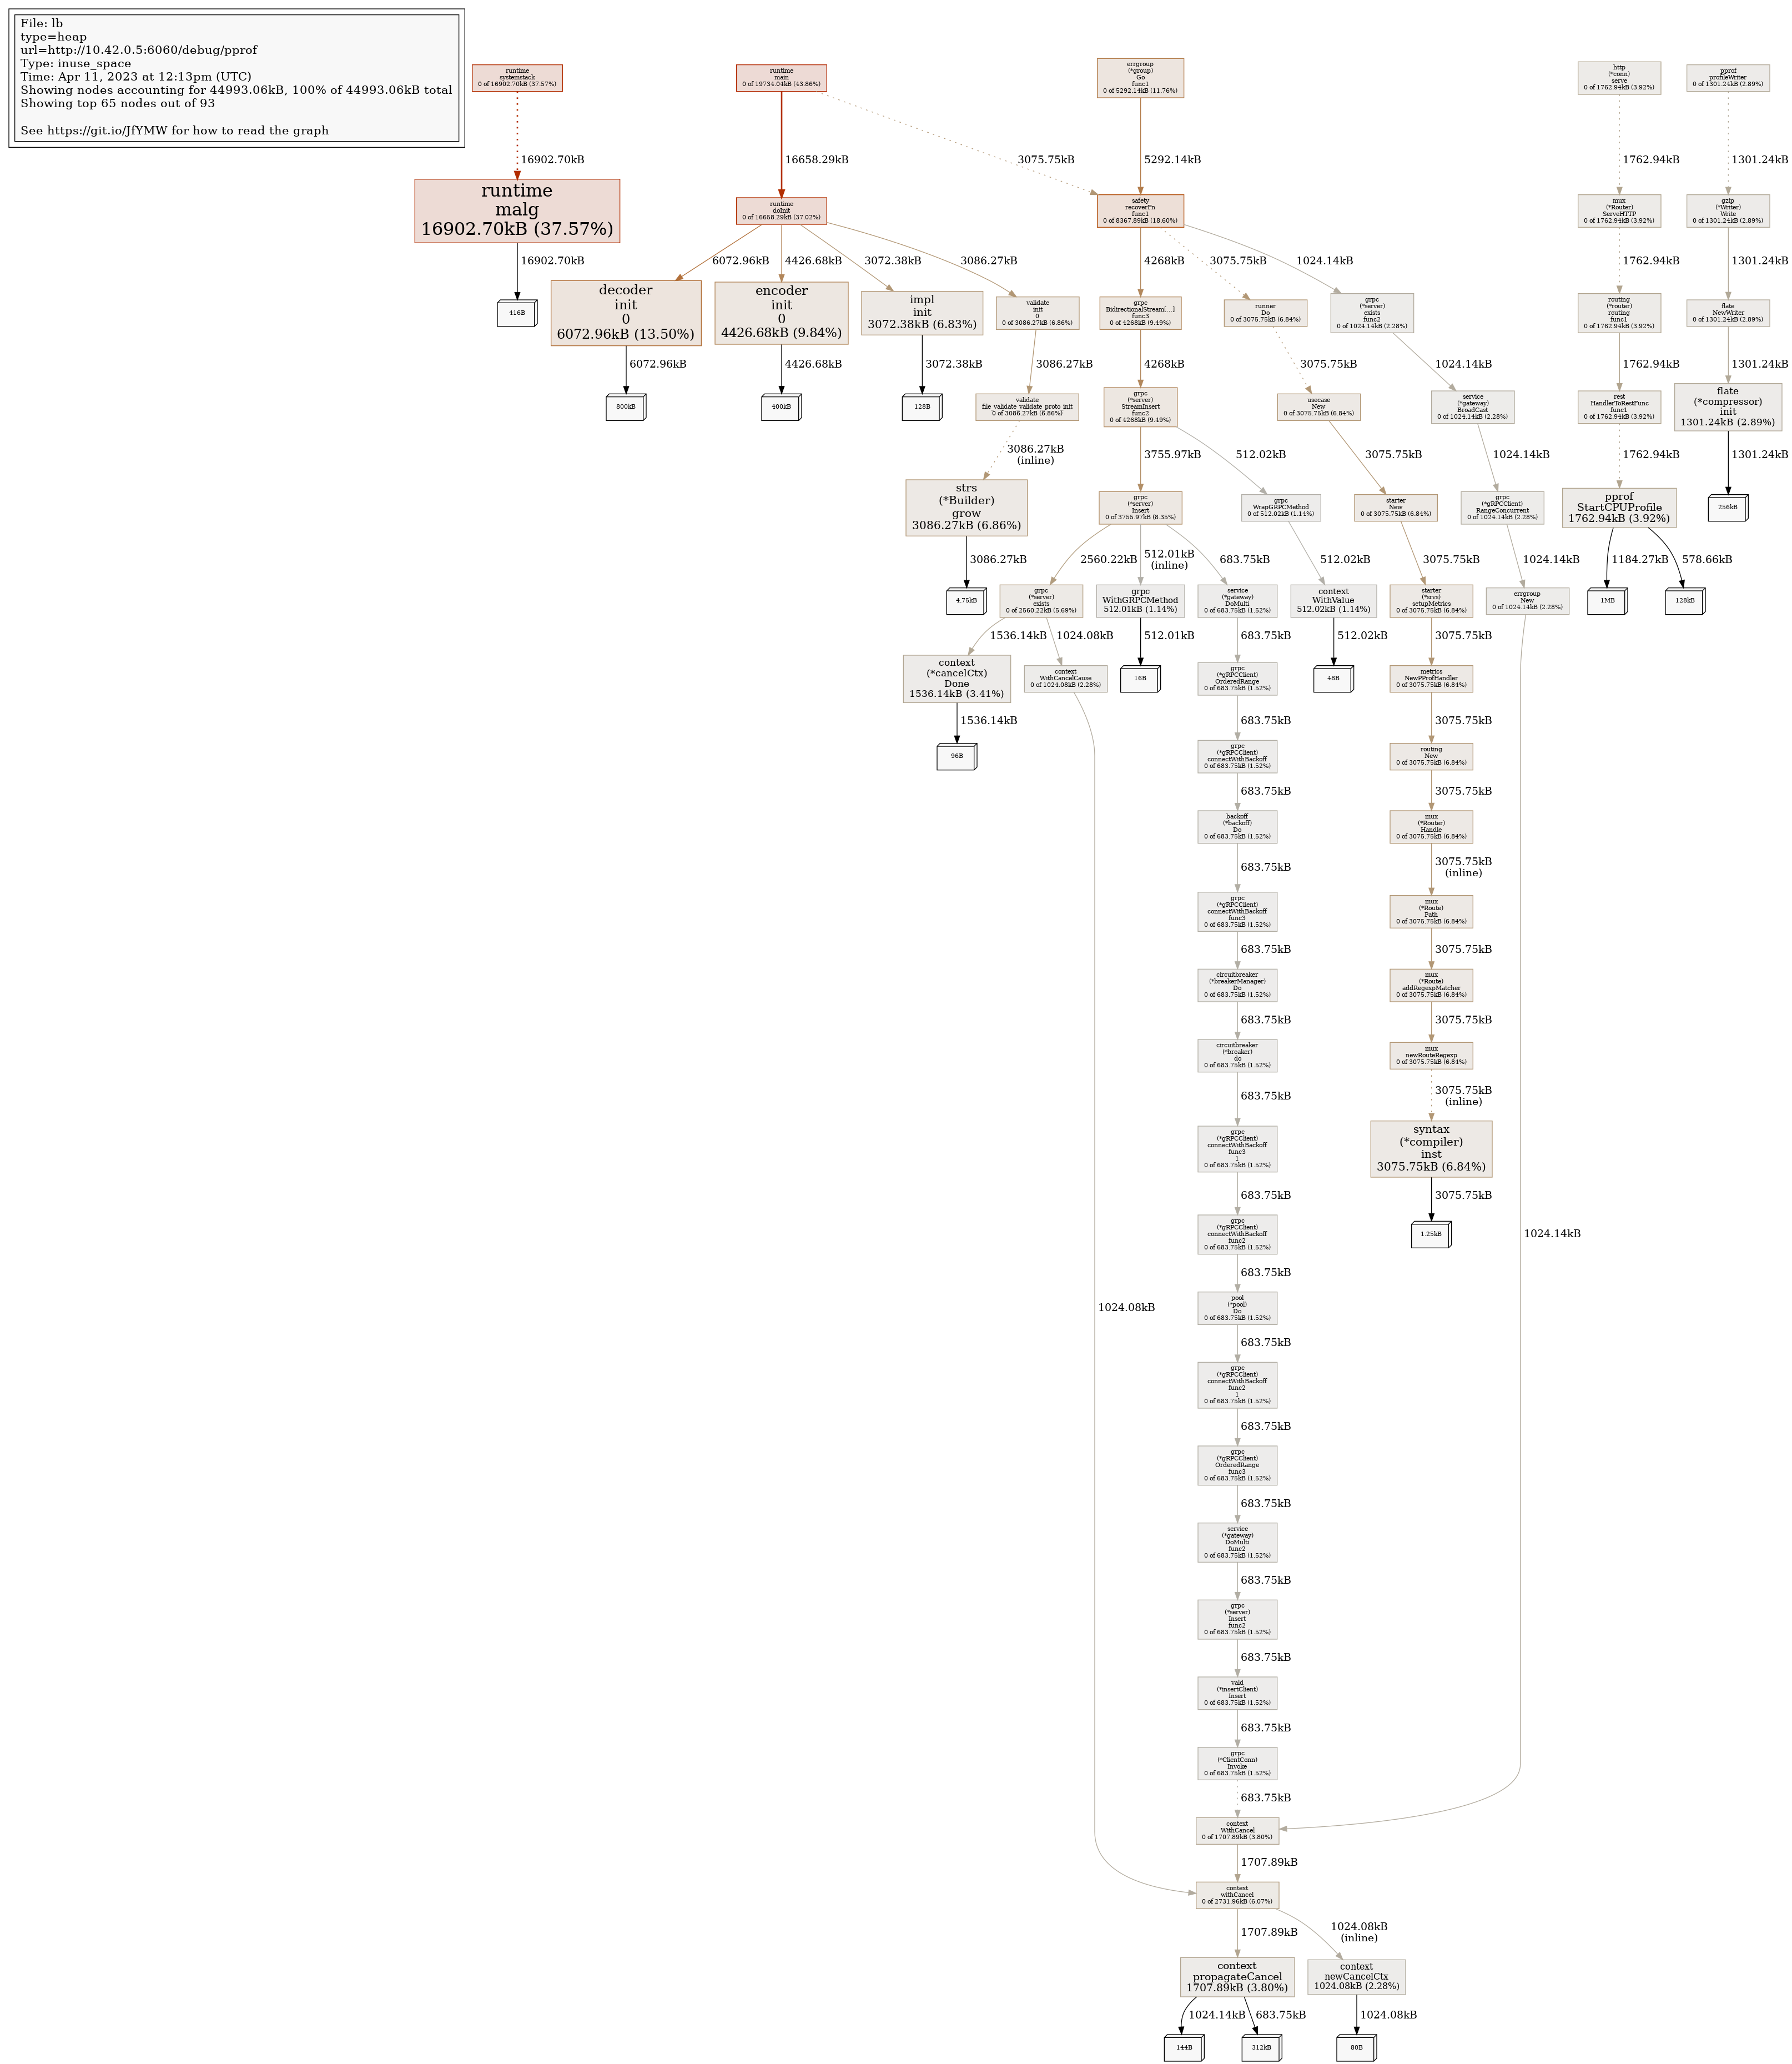 File: lb
type=heap
url=http://10.42.0.5:6060/debug/pprof
Type: inuse_space
Time: Apr 11, 2023 at 12:13pm (UTC)
Showing nodes accounting for 44993.06kB, 100% of 44993.06kB total
Showing top 65 nodes out of 93
See https://git.io/JfYMW for how to read the graph
runtime
systemstack
0 of 16902.70kB (37.57%)
runtime
main
0 of 19734.04kB (43.86%)
errgroup
(*group)
Go
func1
0 of 5292.14kB (11.76%)
http
(*conn)
serve
0 of 1762.94kB (3.92%)
pprof
profileWriter
0 of 1301.24kB (2.89%)
16902.70kB
16658.29kB
3075.75kB
5292.14kB
1762.94kB
1301.24kB
runtime
malg
16902.70kB (37.57%)
runtime
doInit
0 of 16658.29kB (37.02%)
safety
recoverFn
func1
0 of 8367.89kB (18.60%)
mux
(*Router)
ServeHTTP
0 of 1762.94kB (3.92%)
gzip
(*Writer)
Write
0 of 1301.24kB (2.89%)
16902.70kB
6072.96kB
4426.68kB
3072.38kB
3086.27kB
4268kB
3075.75kB
1024.14kB
1762.94kB
1301.24kB
416B
decoder
init
0
6072.96kB (13.50%)
encoder
init
0
4426.68kB (9.84%)
impl
init
3072.38kB (6.83%)
validate
init
0
0 of 3086.27kB (6.86%)
grpc
BidirectionalStream[...]
func3
0 of 4268kB (9.49%)
runner
Do
0 of 3075.75kB (6.84%)
grpc
(*server)
exists
func2
0 of 1024.14kB (2.28%)
routing
(*router)
routing
func1
0 of 1762.94kB (3.92%)
flate
NewWriter
0 of 1301.24kB (2.89%)
6072.96kB
4426.68kB
3072.38kB
3086.27kB
4268kB
3075.75kB
1024.14kB
1762.94kB
1301.24kB
800kB
400kB
128B
validate
file_validate_validate_proto_init
0 of 3086.27kB (6.86%)
grpc
(*server)
StreamInsert
func2
0 of 4268kB (9.49%)
usecase
New
0 of 3075.75kB (6.84%)
service
(*gateway)
BroadCast
0 of 1024.14kB (2.28%)
rest
HandlerToRestFunc
func1
0 of 1762.94kB (3.92%)
flate
(*compressor)
init
1301.24kB (2.89%)
3086.27kB
(inline)
3755.97kB
512.02kB
3075.75kB
1024.14kB
1762.94kB
1301.24kB
strs
(*Builder)
grow
3086.27kB (6.86%)
grpc
(*server)
Insert
0 of 3755.97kB (8.35%)
grpc
WrapGRPCMethod
0 of 512.02kB (1.14%)
starter
New
0 of 3075.75kB (6.84%)
grpc
(*gRPCClient)
RangeConcurrent
0 of 1024.14kB (2.28%)
pprof
StartCPUProfile
1762.94kB (3.92%)
256kB
3086.27kB
2560.22kB
512.01kB
(inline)
683.75kB
512.02kB
3075.75kB
1024.14kB
1184.27kB
578.66kB
4.75kB
grpc
(*server)
exists
0 of 2560.22kB (5.69%)
grpc
WithGRPCMethod
512.01kB (1.14%)
service
(*gateway)
DoMulti
0 of 683.75kB (1.52%)
context
WithValue
512.02kB (1.14%)
starter
(*srvs)
setupMetrics
0 of 3075.75kB (6.84%)
errgroup
New
0 of 1024.14kB (2.28%)
1MB
128kB
1536.14kB
1024.08kB
512.01kB
683.75kB
512.02kB
3075.75kB
context
(*cancelCtx)
Done
1536.14kB (3.41%)
context
WithCancelCause
0 of 1024.08kB (2.28%)
16B
grpc
(*gRPCClient)
OrderedRange
0 of 683.75kB (1.52%)
48B
metrics
NewPProfHandler
0 of 3075.75kB (6.84%)
1536.14kB
683.75kB
3075.75kB
96B
grpc
(*gRPCClient)
connectWithBackoff
0 of 683.75kB (1.52%)
routing
New
0 of 3075.75kB (6.84%)
683.75kB
3075.75kB
backoff
(*backoff)
Do
0 of 683.75kB (1.52%)
mux
(*Router)
Handle
0 of 3075.75kB (6.84%)
683.75kB
3075.75kB
(inline)
grpc
(*gRPCClient)
connectWithBackoff
func3
0 of 683.75kB (1.52%)
mux
(*Route)
Path
0 of 3075.75kB (6.84%)
683.75kB
3075.75kB
circuitbreaker
(*breakerManager)
Do
0 of 683.75kB (1.52%)
mux
(*Route)
addRegexpMatcher
0 of 3075.75kB (6.84%)
683.75kB
3075.75kB
circuitbreaker
(*breaker)
do
0 of 683.75kB (1.52%)
mux
newRouteRegexp
0 of 3075.75kB (6.84%)
683.75kB
3075.75kB
(inline)
grpc
(*gRPCClient)
connectWithBackoff
func3
1
0 of 683.75kB (1.52%)
syntax
(*compiler)
inst
3075.75kB (6.84%)
683.75kB
3075.75kB
grpc
(*gRPCClient)
connectWithBackoff
func2
0 of 683.75kB (1.52%)
1.25kB
1024.14kB
683.75kB
pool
(*pool)
Do
0 of 683.75kB (1.52%)
1024.08kB
683.75kB
grpc
(*gRPCClient)
connectWithBackoff
func2
1
0 of 683.75kB (1.52%)
683.75kB
grpc
(*gRPCClient)
OrderedRange
func3
0 of 683.75kB (1.52%)
683.75kB
service
(*gateway)
DoMulti
func2
0 of 683.75kB (1.52%)
683.75kB
grpc
(*server)
Insert
func2
0 of 683.75kB (1.52%)
683.75kB
vald
(*insertClient)
Insert
0 of 683.75kB (1.52%)
683.75kB
grpc
(*ClientConn)
Invoke
0 of 683.75kB (1.52%)
683.75kB
context
WithCancel
0 of 1707.89kB (3.80%)
1707.89kB
context
withCancel
0 of 2731.96kB (6.07%)
1707.89kB
1024.08kB
(inline)
context
propagateCancel
1707.89kB (3.80%)
context
newCancelCtx
1024.08kB (2.28%)
1024.14kB
683.75kB
1024.08kB
144B
312kB
80B